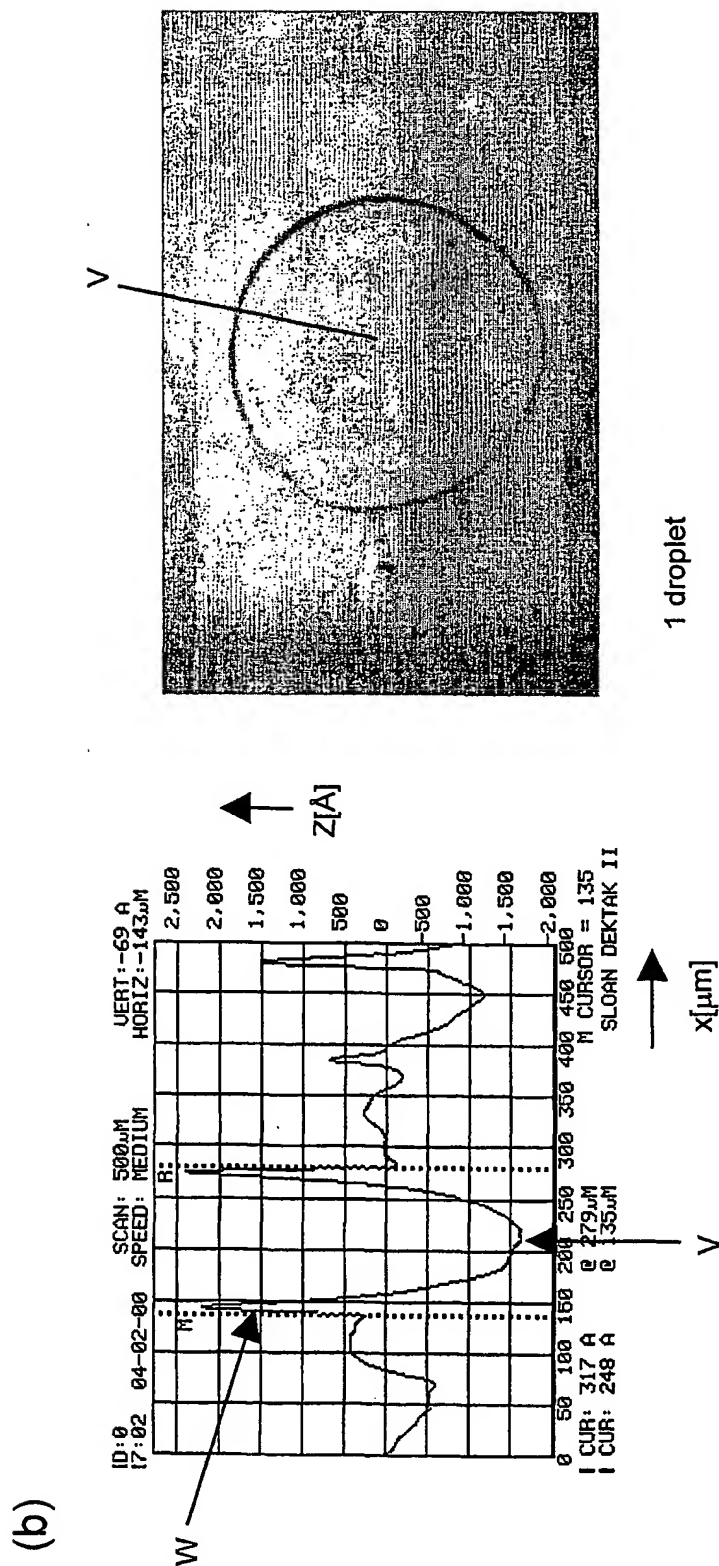 (b)
ID:0 SCAN: 500µM VERT:-69 A
17:02 04-02-00 SPEED: MEDIUM HORIZ:-143µM
M R
W
2,500
2,000
1,500
1,000
500
0
-500
-1,000
-1,500
-2,000
Z[Å]
0 50 100 150 200 250 300 350 400 450 500
CUR: 317 A @ 279µM M CURSOR = 135
CUR: 248 A @ 135µM SLOAN DEKTAK II
V
x[µm]
V
1 droplet